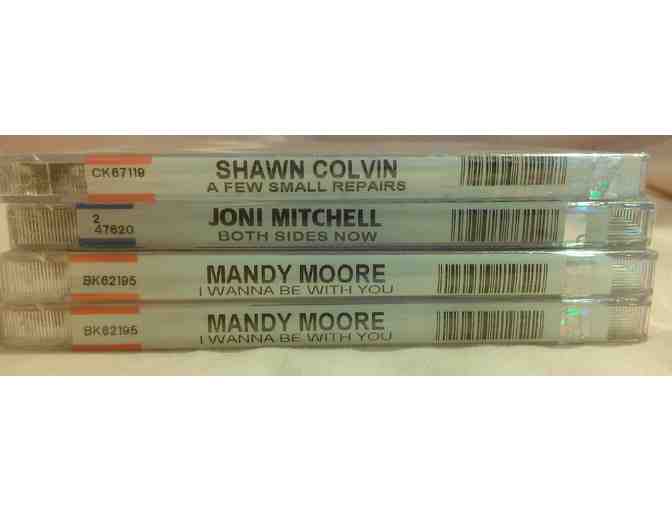 CK67119
SHAWN COLVIN
A FEW SMALL REPAIRS
2
47620
JONI MITCHELL
BOTH SIDES NOW
BK62195
MANDY MOORE
I WANNA BE WITH YOU
BK62195
MANDY MOORE
I WANNA BE WITH YOU